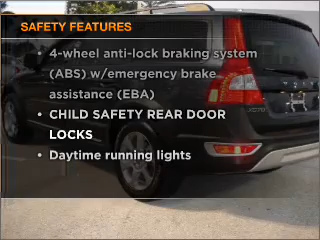 SAFETY FEATURES
• 4-wheel anti-lock braking system
(ABS) w/emergency brake
assistance (EBA)
• CHILD SAFETY REAR DOOR
LOCKS
• Daytime running lights